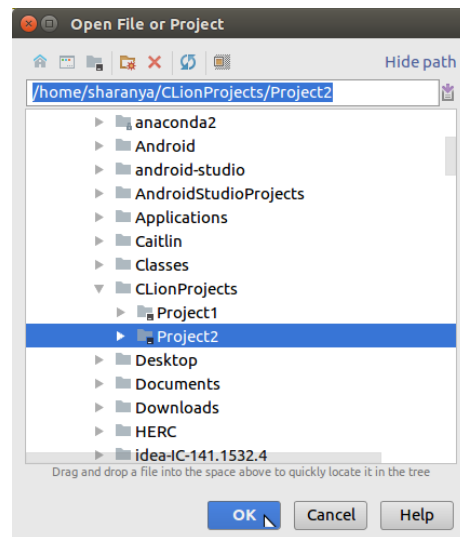 Open File or Project
Hide path
/home/sharanya/CLionProjects/Project2
anaconda2
Android
android-studio
AndroidStudioProjects
Applications
Caitlin
Classes
CLionProjects
Project1
Project2
Desktop
Documents
Downloads
HERC
idea-IC-141.1532.4
Drag and drop a file into the space above to quickly locate it in the tree
OK Cancel Help